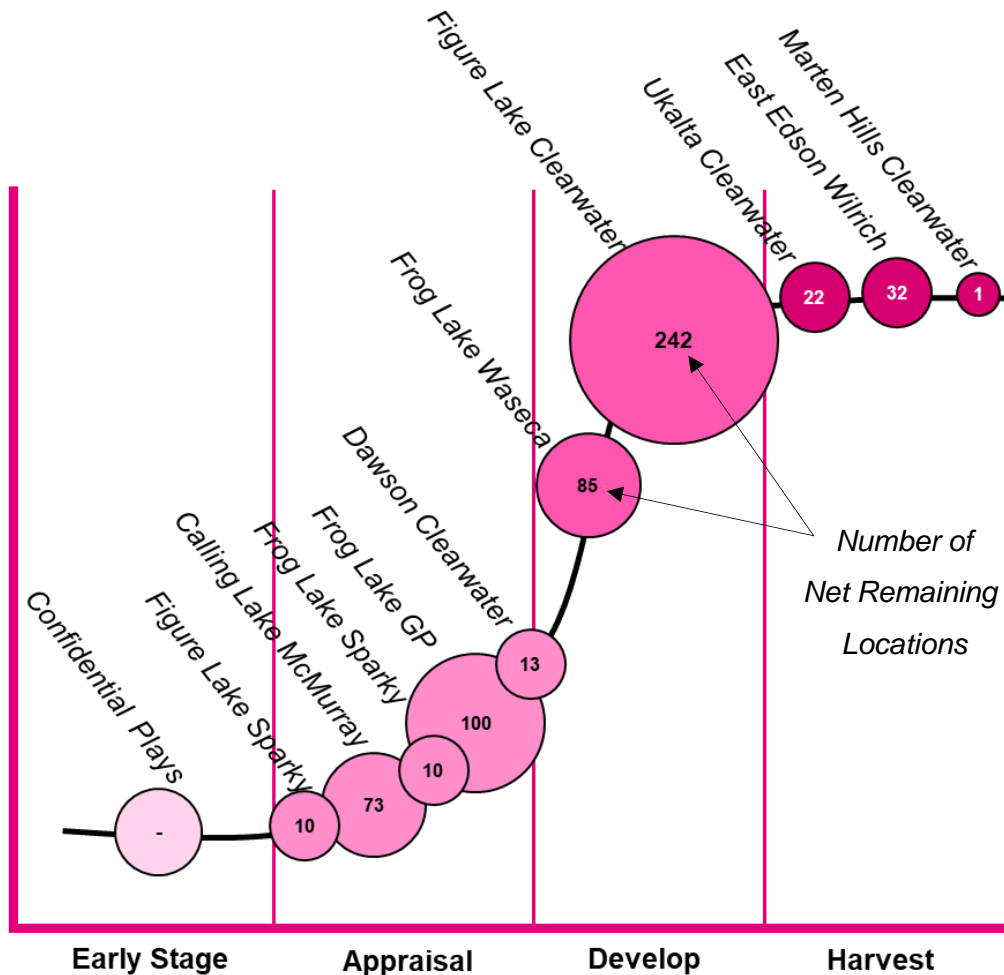 Confidential Plays
-
Figure Lake Sparky
10
Calling Lake McMurray
73
Frog Lake Sparky
10
Frog Lake GP
100
Dawson Clearwater
13
Frog Lake Waseca
85
Figure Lake Clearwater
242
Ukalta Clearwater
22
East Edson Wilrich
32
Marten Hills Clearwater
1
Number of
Net Remaining
Locations
Early Stage
Appraisal
Develop
Harvest